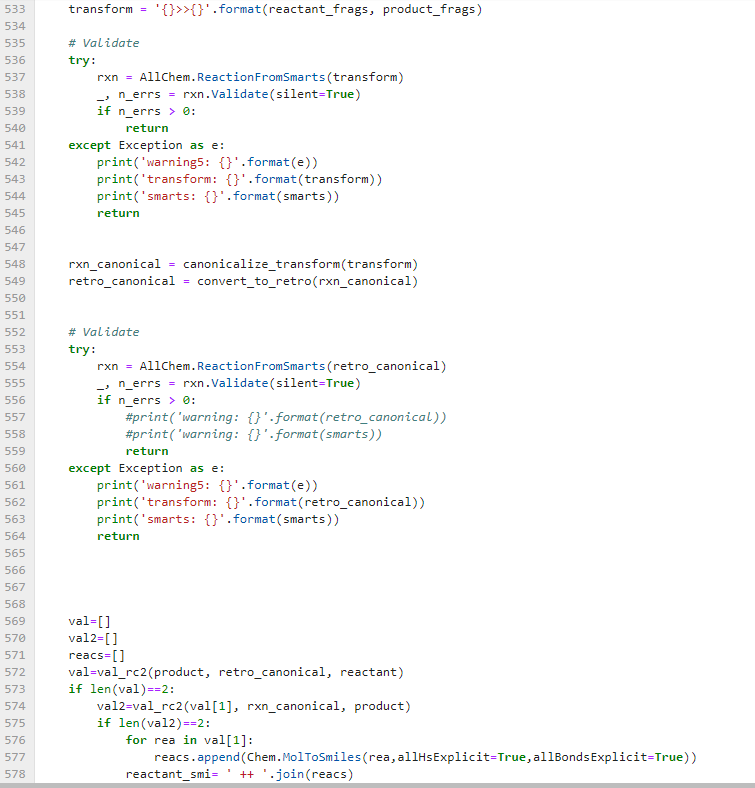 533 transform = '{}>>{}'.format(reactant_frags, product_frags)
534
535 # Validate
536 try:
537 rxn = AllChem.ReactionFromSmarts(transform)
538 _, n_errs = rxn.Validate(silent=True)
539 if n_errs > 0:
540 return
541 except Exception as e:
542 print('warning5: {}'.format(e))
543 print('transform: {}'.format(transform))
544 print('smarts: {}'.format(smarts))
545 return
546
547
548 rxn_canonical = canonicalize_transform(transform)
549 retro_canonical = convert_to_retro(rxn_canonical)
550
551
552 # Validate
553 try:
554 rxn = AllChem.ReactionFromSmarts(retro_canonical)
555 _, n_errs = rxn.Validate(silent=True)
556 if n_errs > 0:
557 #print('warning: {}'.format(retro_canonical))
558 #print('warning: {}'.format(smarts))
559 return
560 except Exception as e:
561 print('warning5: {}'.format(e))
562 print('transform: {}'.format(retro_canonical))
563 print('smarts: {}'.format(smarts))
564 return
565
566
567
568
569 val=[]
570 val2=[]
571 reacs=[]
572 val=val_rc2(product, retro_canonical, reactant)
573 if len(val)==2:
574 val2=val_rc2(val[1], rxn_canonical, product)
575 if len(val2)==2:
576 for rea in val[1]:
577 reacs.append(Chem.MolToSmiles(rea,allHsExplicit=True,allBondsExplicit=True))
578 reactant_smi= ' ++ '.join(reacs)